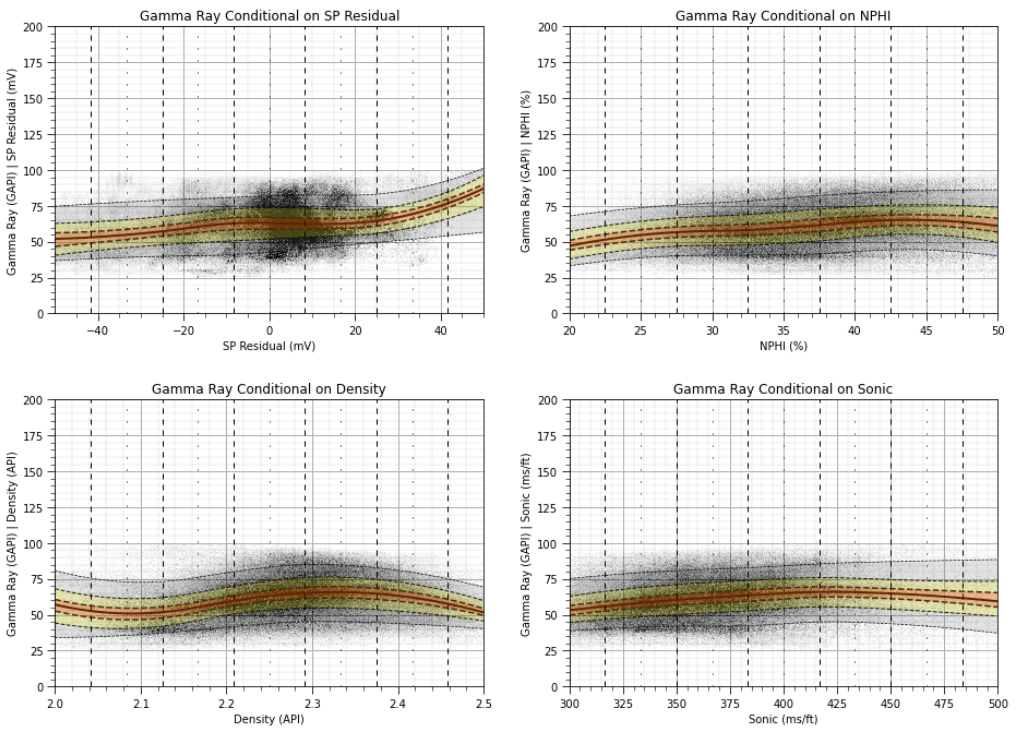 Gamma Ray Conditional on SP Residual
Gamma Ray (GAPI) | SP Residual (mV)
200
175
150
125
100
75
50
25
0
−40 −20 0 20 40
SP Residual (mV)
Gamma Ray Conditional on NPHI
Gamma Ray (GAPI) | NPHI (%)
200
175
150
125
100
75
50
25
0
20 25 30 35 40 45 50
NPHI (%)
Gamma Ray Conditional on Density
Gamma Ray (GAPI) | Density (API)
200
175
150
125
100
75
50
25
0
2.0 2.1 2.2 2.3 2.4 2.5
Density (API)
Gamma Ray Conditional on Sonic
Gamma Ray (GAPI) | Sonic (ms/ft)
200
175
150
125
100
75
50
25
0
300 325 350 375 400 425 450 475 500
Sonic (ms/ft)